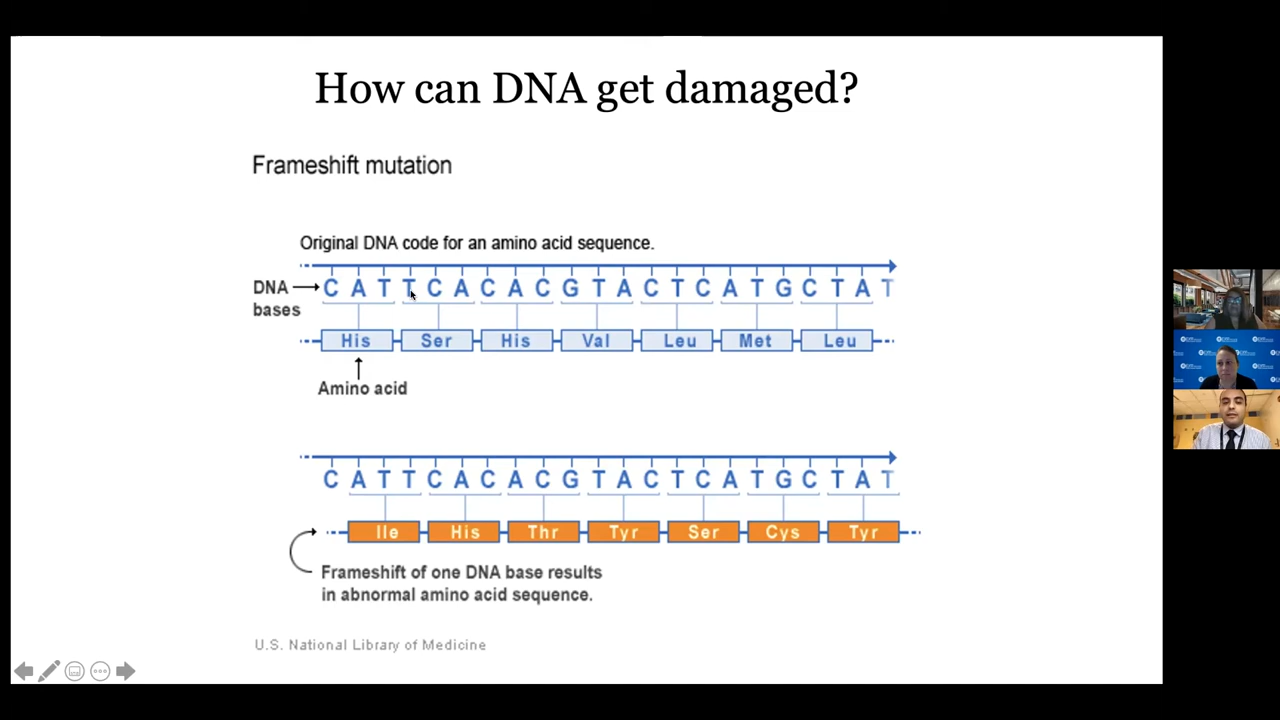 How can DNA get damaged?
Frameshift mutation
Original DNA code for an amino acid sequence.
DNA bases
C A T T C A C A C G T A C T C A T G C T A T
His Ser His Val Leu Met Leu
Amino acid
C A T T C A C A C G T A C T C A T G C T A T
Ile His Thr Tyr Ser Cys Tyr
Frameshift of one DNA base results
in abnormal amino acid sequence.
U.S. National Library of Medicine